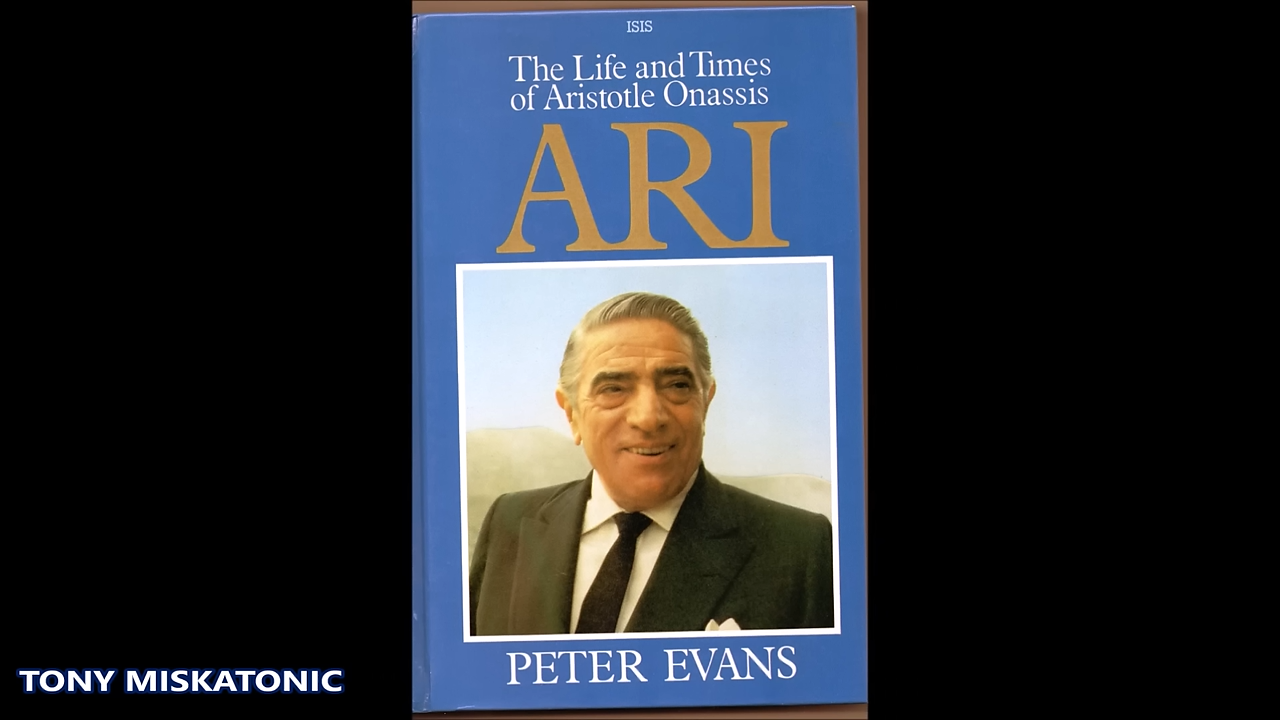 ISIS
The Life and Times
of Aristotle Onassis
ARI
PETER EVANS
TONY MISKATONIC